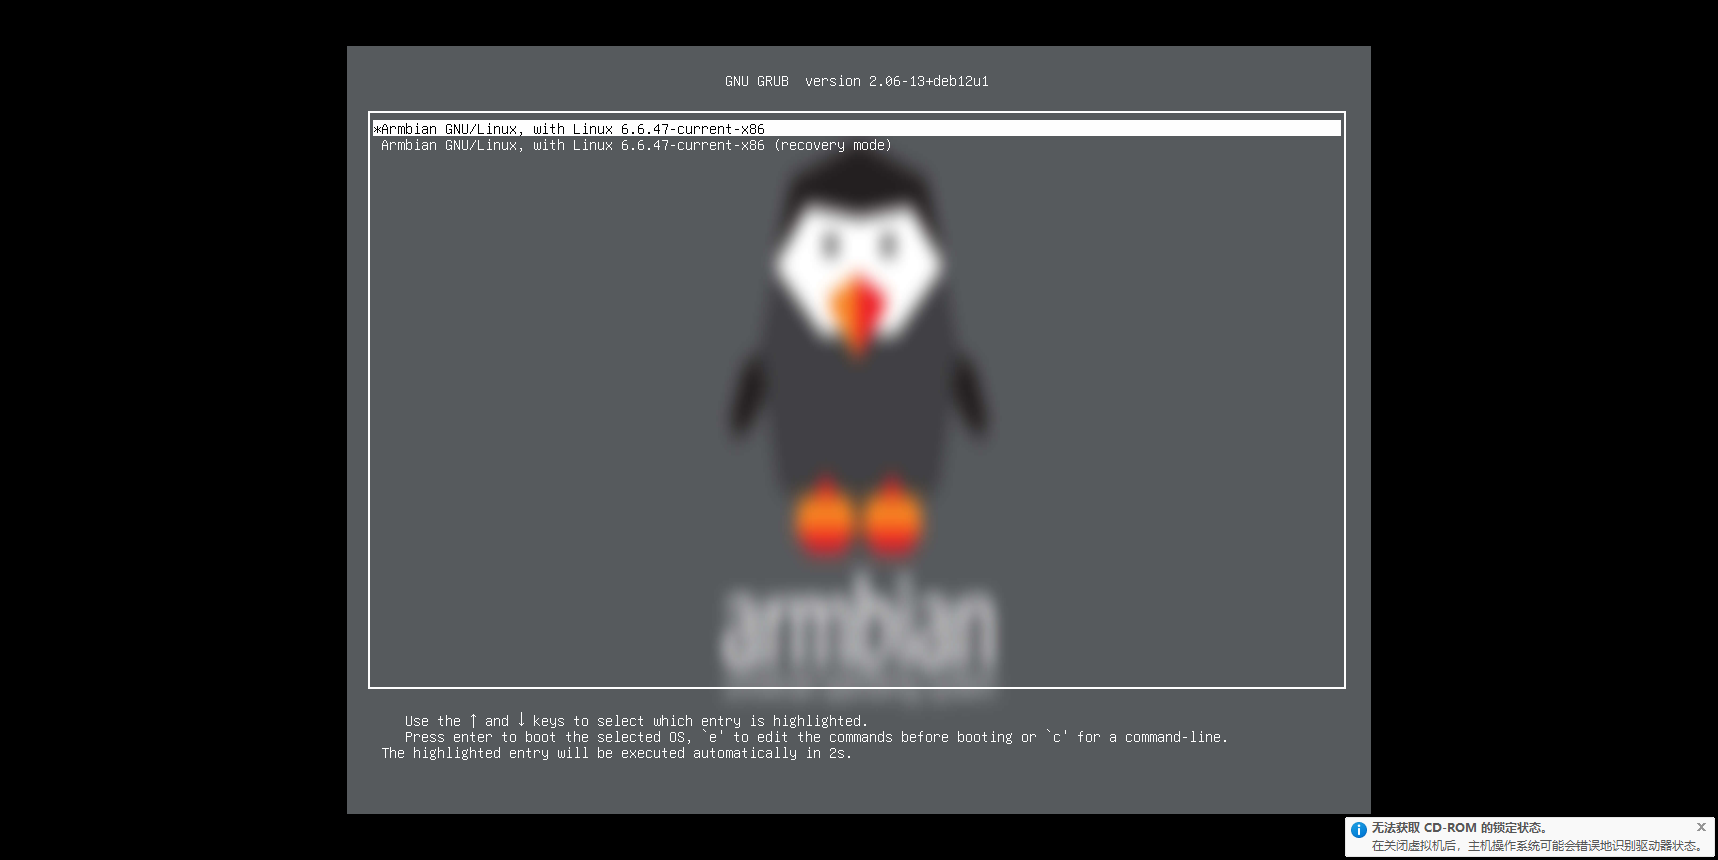 GNU GRUB  version 2.06-13+deb12u1
*Armbian GNU/Linux, with Linux 6.6.47-current-x86
Armbian GNU/Linux, with Linux 6.6.47-current-x86 (recovery mode)
armbian
Use the ↑ and ↓ keys to select which entry is highlighted.
Press enter to boot the selected OS, `e' to edit the commands before booting or `c' for a command-line.
The highlighted entry will be executed automatically in 2s.
无法获取 CD-ROM 的锁定状态。
在关闭虚拟机后，主机操作系统可能会错误地识别驱动器状态。